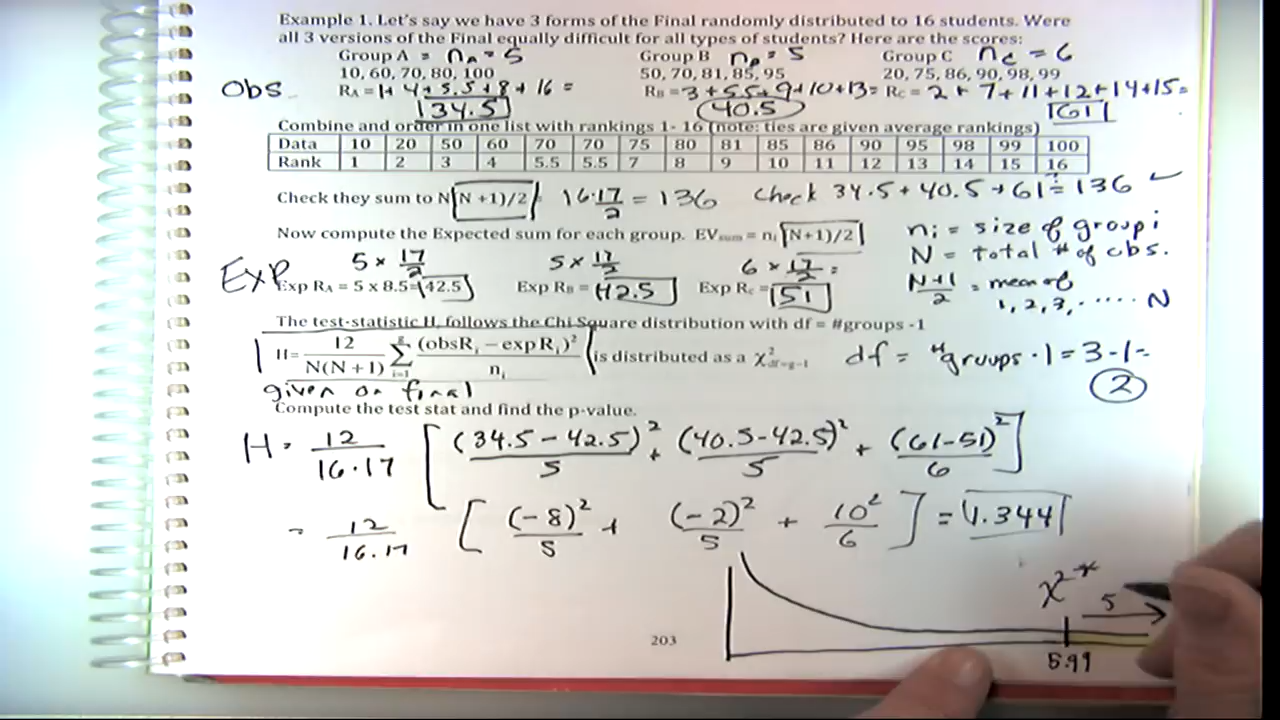 Example 1. Let's say we have 3 forms of the Final randomly distributed to 16 students. Were
all 3 versions of the Final equally difficult for all types of students? Here are the scores:
Group A = nA = 5 Group B nB = 5 Group C nC = 6
10, 60, 70, 80, 100 50, 70, 81, 85, 95 20, 75, 86, 90, 98, 99
Obs RA = 1 + 4 + 5.5 + 8 + 16 = RB = 3 + 5.5 + 9 + 10 + 13 = RC = 2 + 7 + 11 + 12 + 14 + 15 =
34.5 40.5 61
Combine and order in one list with rankings 1- 16 (note: ties are given average rankings)
Data 10 20 50 60 70 70 75 80 81 85 86 90 95 98 99 100
Rank 1 2 3 4 5.5 5.5 7 8 9 10 11 12 13 14 15 16
Check they sum to N(N +1)/2 = 16·17/2 = 136 check 34.5 + 40.5 + 61 = 136 ✓
Now compute the Expected sum for each group. EVsum = ni (N+1)/2
ni = size of group i
N = total # of obs.
N+1/2 = mean of
1, 2, 3, ..... N
5 × 17/2 5 × 17/2 6 × 17/2 =
Exp Exp RA = 5 x 8.5= 42.5 Exp RB = 42.5 Exp RC = 51
The test-statistic H, follows the Chi Square distribution with df = #groups -1
H= 12/N(N+1) Σ i=1 g (obsRi − expRi)²/ni is distributed as a χ² df=g-1 df = #groups - 1 = 3-1=
2
given on final
Compute the test stat and find the p-value.
H = 12/16·17 [ (34.5 - 42.5)²/5 + (40.5-42.5)²/5 + (61-51)²/6 ]
= 12/16.17 [ (-8)²/5 + (-2)²/5 + 10²/6 ] = 1.344
χ²*
5
203
5.99